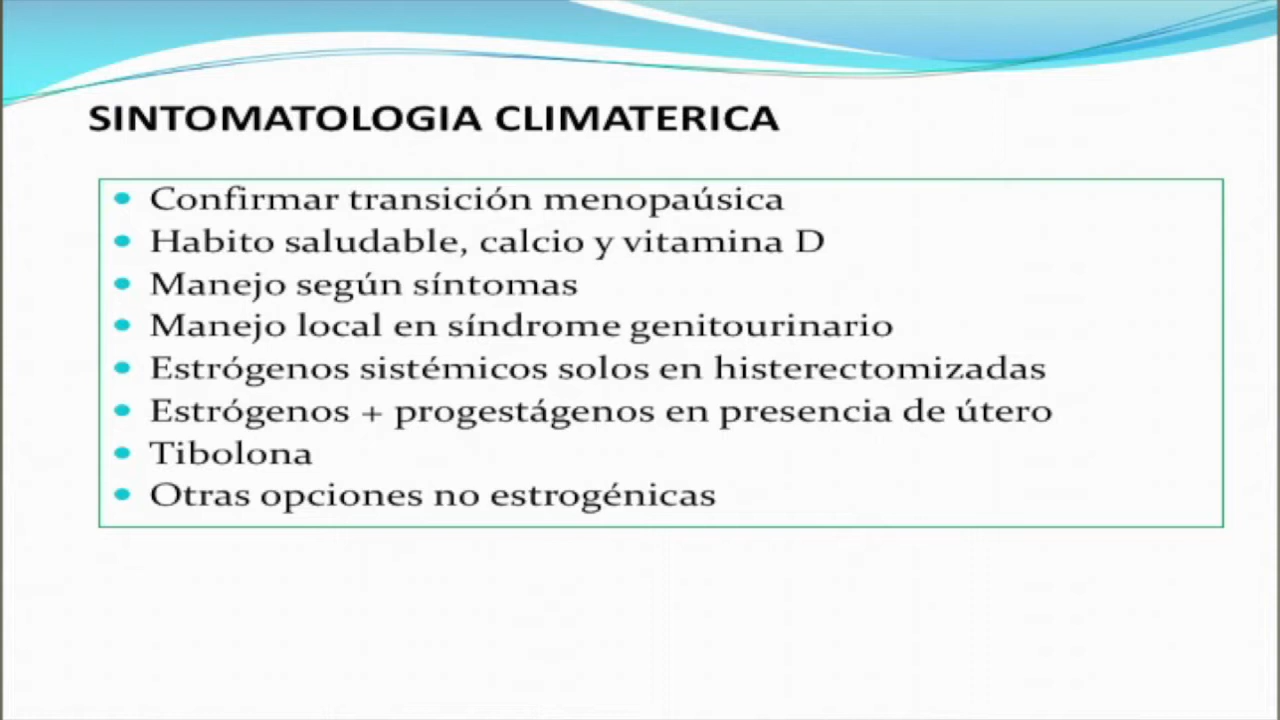 SINTOMATOLOGIA CLIMATERICA
• Confirmar transición menopaúsica
• Habito saludable, calcio y vitamina D
• Manejo según síntomas
• Manejo local en síndrome genitourinario
• Estrógenos sistémicos solos en histerectomizadas
• Estrógenos + progestágenos en presencia de útero
• Tibolona
• Otras opciones no estrogénicas